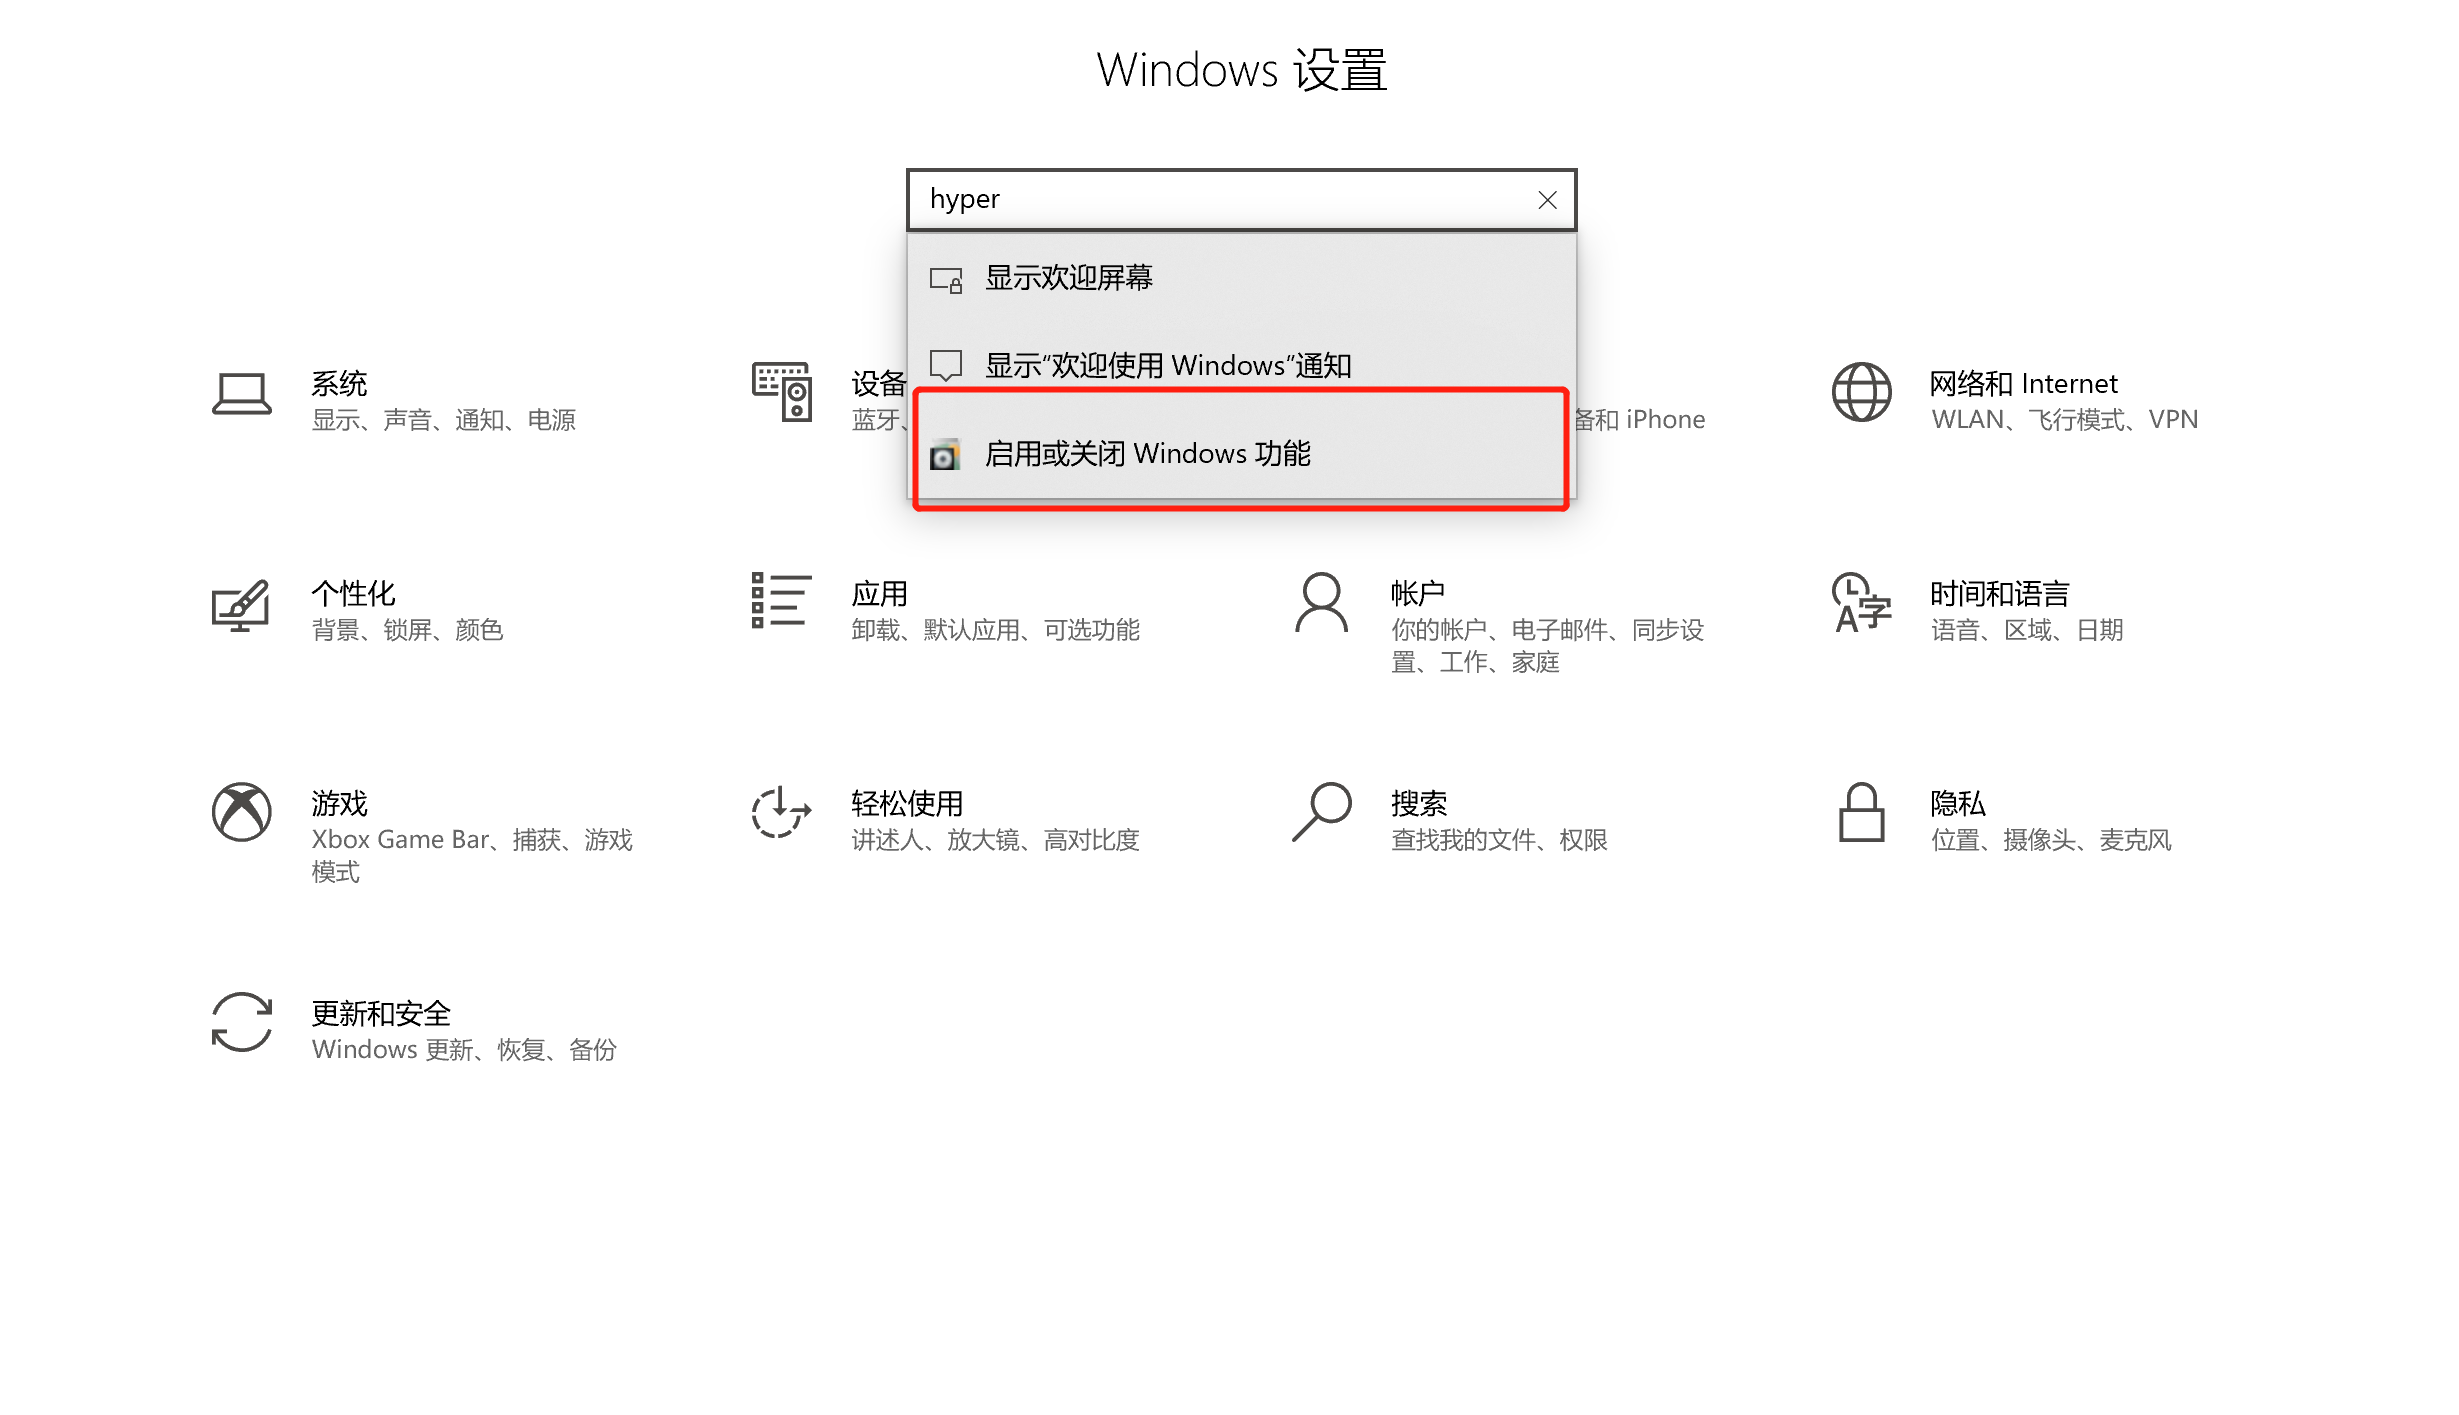 Windows 设置
hyper
显示欢迎屏幕
显示“欢迎使用 Windows”通知
启用或关闭 Windows 功能
系统
显示、声音、通知、电源
设备
蓝牙、
备和 iPhone
网络和 Internet
WLAN、飞行模式、VPN
个性化
背景、锁屏、颜色
应用
卸载、默认应用、可选功能
帐户
你的帐户、电子邮件、同步设
置、工作、家庭
时间和语言
语音、区域、日期
游戏
Xbox Game Bar、捕获、游戏
模式
轻松使用
讲述人、放大镜、高对比度
搜索
查找我的文件、权限
隐私
位置、摄像头、麦克风
更新和安全
Windows 更新、恢复、备份